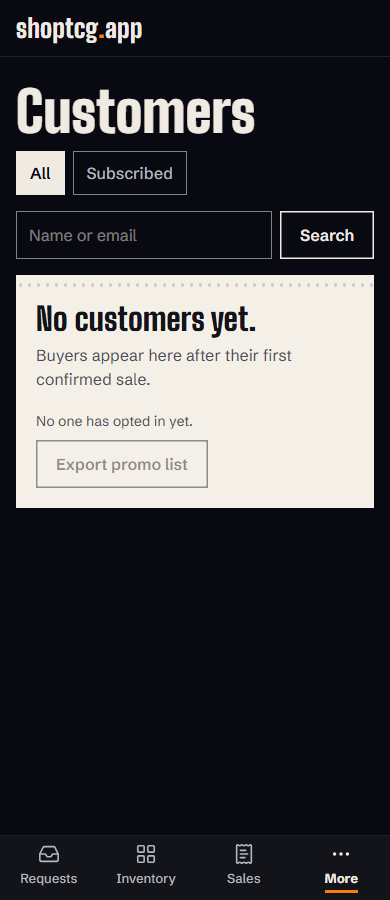 shoptcg.app
Customers
All
Subscribed
Name or email
Search
No customers yet.
Buyers appear here after their first
confirmed sale.
No one has opted in yet.
Export promo list
Requests
Inventory
Sales
More